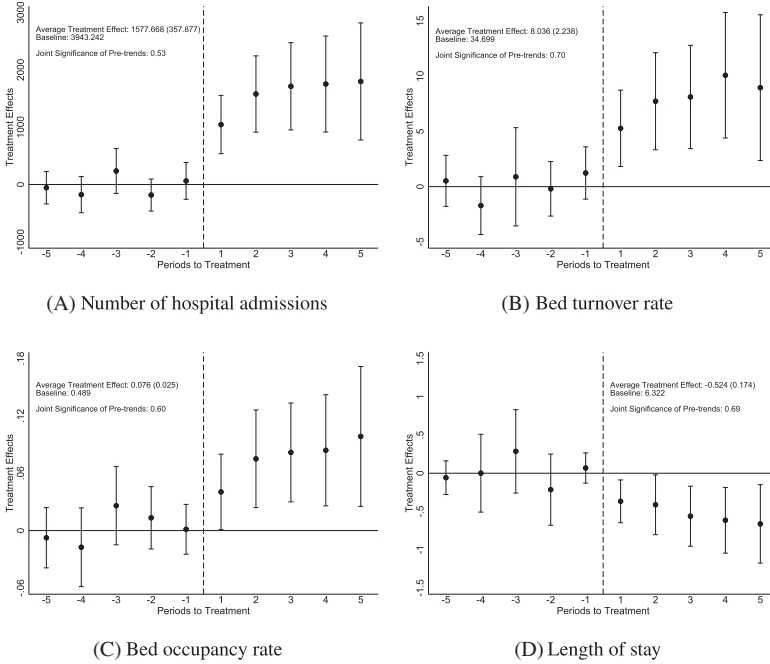 3000
2000
1000
0
-1000
Treatment Effects
Average Treatment Effect: 1577.668 (357.877)
Baseline: 3943.242
Joint Significance of Pre-trends: 0.53
-5 -4 -3 -2 -1 1 2 3 4 5
Periods to Treatment
(A) Number of hospital admissions
15
10
5
0
-5
Treatment Effects
Average Treatment Effect: 8.036 (2.238)
Baseline: 34.699
Joint Significance of Pre-trends: 0.70
-5 -4 -3 -2 -1 1 2 3 4 5
Periods to Treatment
(B) Bed turnover rate
.18
.12
.06
0
-.06
Treatment Effects
Average Treatment Effect: 0.076 (0.025)
Baseline: 0.489
Joint Significance of Pre-trends: 0.60
-5 -4 -3 -2 -1 1 2 3 4 5
Periods to Treatment
(C) Bed occupancy rate
1.5
1
.5
0
-.5
-1
-1.5
Treatment Effects
Average Treatment Effect: -0.524 (0.174)
Baseline: 6.322
Joint Significance of Pre-trends: 0.69
-5 -4 -3 -2 -1 1 2 3 4 5
Periods to Treatment
(D) Length of stay